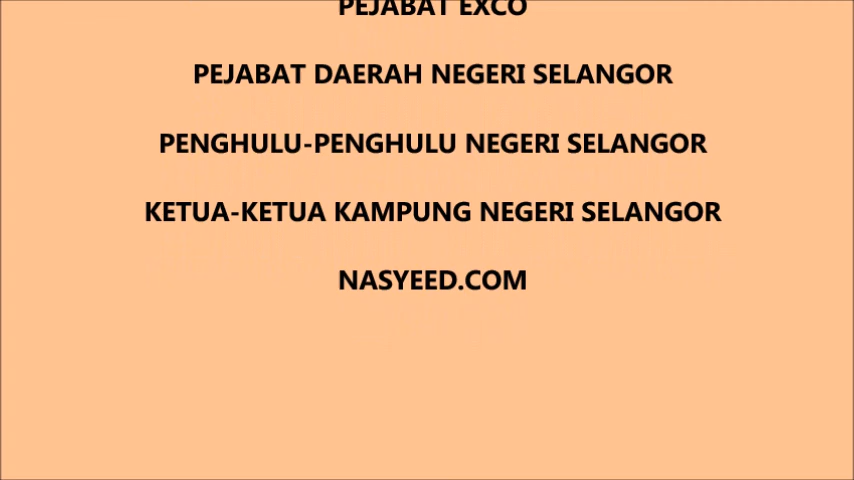 PEJABAT EXCO
PEJABAT DAERAH NEGERI SELANGOR
PENGHULU-PENGHULU NEGERI SELANGOR
KETUA-KETUA KAMPUNG NEGERI SELANGOR
NASYEED.COM